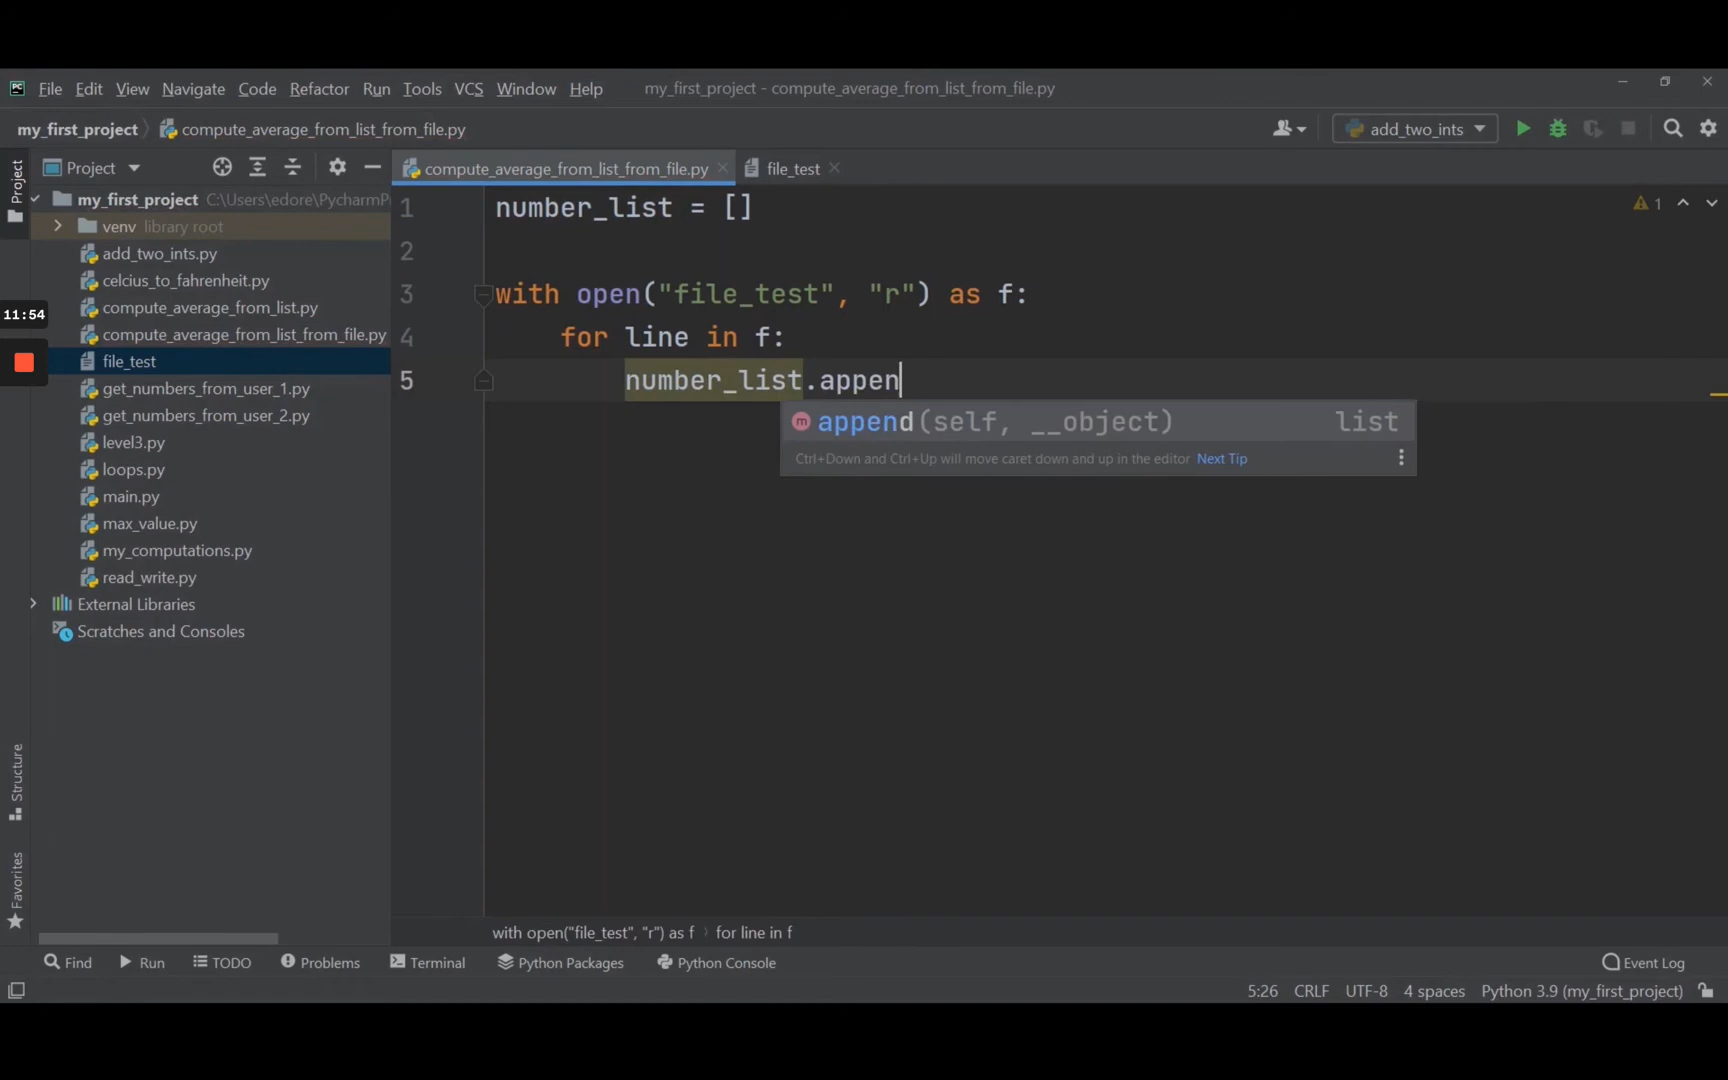 PC File Edit View Navigate Code Refactor Run Tools VCS Window Help my_first_project - compute_average_from_list_from_file.py
my_first_project compute_average_from_list_from_file.py add_two_ints
Project Project compute_average_from_list_from_file.py file_test
my_first_project C:\Users\edore\PycharmP
venv library root
add_two_ints.py
celcius_to_fahrenheit.py
compute_average_from_list.py
compute_average_from_list_from_file.py
file_test
get_numbers_from_user_1.py
get_numbers_from_user_2.py
level3.py
loops.py
main.py
max_value.py
my_computations.py
read_write.py
External Libraries
Scratches and Consoles
11:54
1 number_list = []
2
3 with open("file_test", "r") as f:
4 for line in f:
5 number_list.appen
1
m append(self, __object) list
Ctrl+Down and Ctrl+Up will move caret down and up in the editor Next Tip
Structure
Favorites
with open("file_test", "r") as f for line in f
Find Run TODO Problems Terminal Python Packages Python Console Event Log
5:26 CRLF UTF-8 4 spaces Python 3.9 (my_first_project)